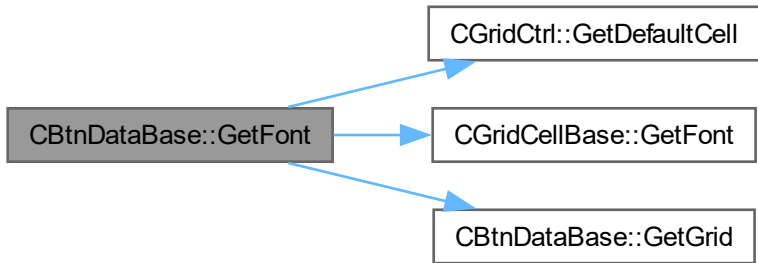 CGridCtrl::GetDefaultCell
CBtnDataBase::GetFont
CGridCellBase::GetFont
CBtnDataBase::GetGrid